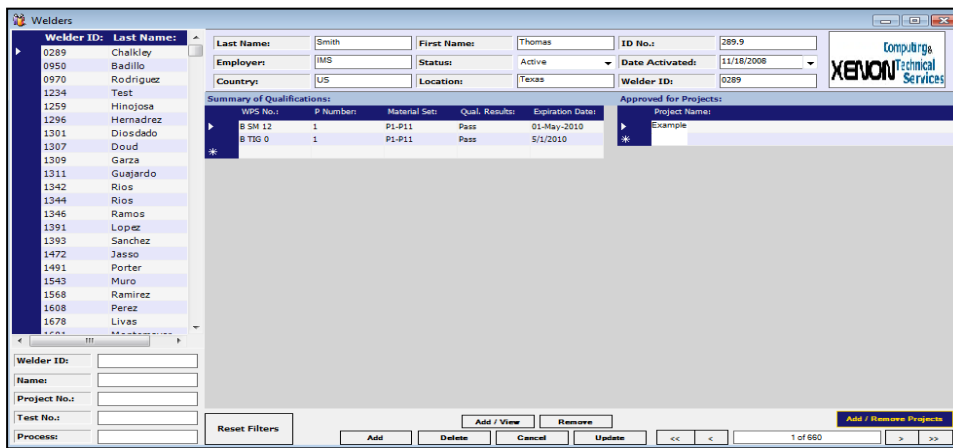 Welders
Welder ID: Last Name:
0289 Chalkley
0950 Badillo
0970 Rodriguez
1234 Test
1259 Hinojosa
1296 Hernadrez
1301 Diosdado
1307 Doud
1309 Garza
1311 Guajardo
1342 Rios
1344 Rios
1346 Ramos
1391 Lopez
1393 Sanchez
1472 Jasso
1491 Porter
1543 Muro
1568 Ramirez
1608 Perez
1678 Livas
Welder ID:
Name:
Project No.:
Test No.:
Process:
Last Name: Smith First Name: Thomas ID No.: 289.9
Employer: IMS Status: Active Date Activated: 11/18/2008
Country: US Location: Texas Welder ID: 0289
Computing &
XENON Technical
Services
Summary of Qualifications: Approved for Projects:
WPS No.: P Number: Material Set: Qual. Results: Expiration Date: Project Name:
B SM 12 1 P1-P11 Pass 01-May-2010 Example
B TIG 0 1 P1-P11 Pass 5/1/2010
Reset Filters Add / View Remove Add / Remove Projects
Add Delete Cancel Update << < 1 of 660 > >>